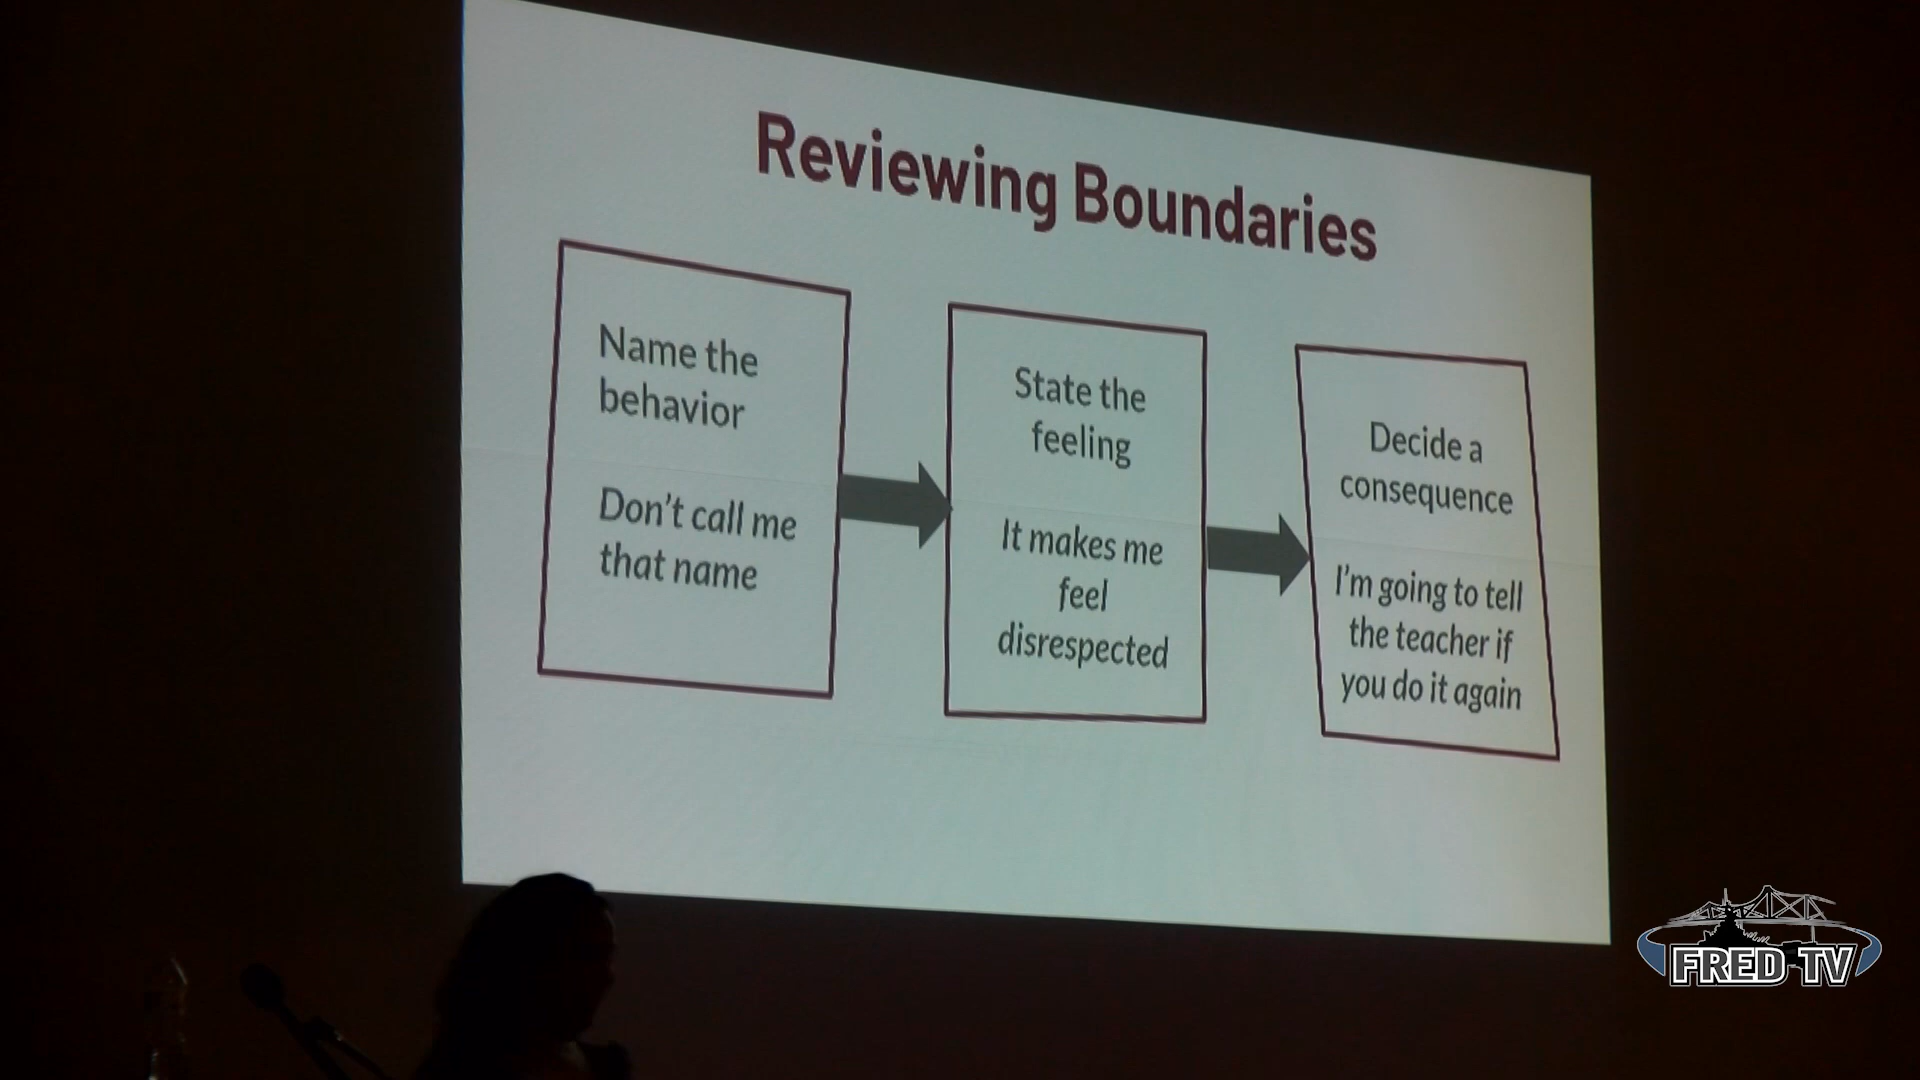 Reviewing Boundaries
Name the
behavior
Don't call me
that name
State the
feeling
It makes me
feel
disrespected
Decide a
consequence
I'm going to tell
the teacher if
you do it again
FRED TV